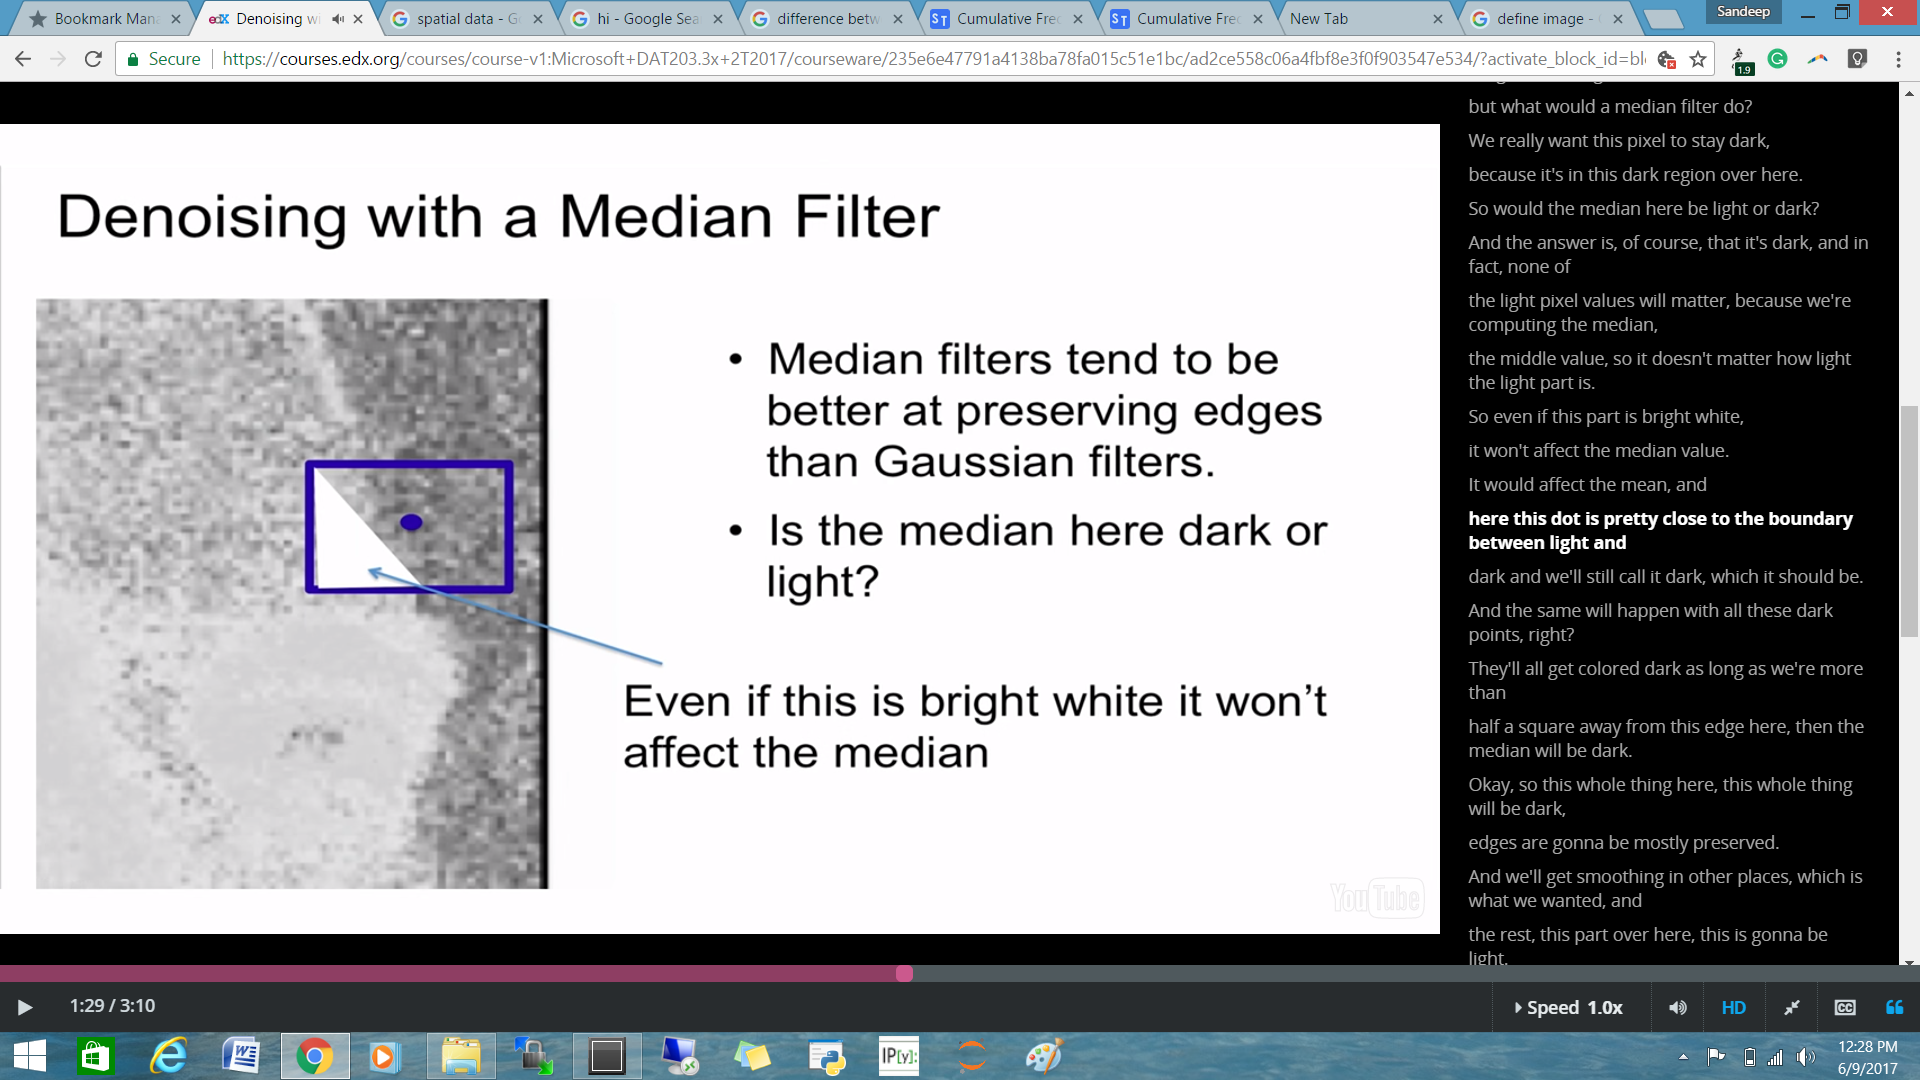 Bookmark Mana
edX Denoising wi
spatial data - Go
hi - Google Sea
difference betw
ST Cumulative Fre
ST Cumulative Fre
New Tab
define image -
Sandeep
Secure https://courses.edx.org/courses/course-v1:Microsoft+DAT203.3x+2T2017/courseware/235e6e47791a4138ba78fa015c51e1bc/ad2ce558c06a4fbf8e3f0f903547e534/?activate_block_id=bl
1.9
Denoising with a Median Filter
• Median filters tend to be
better at preserving edges
than Gaussian filters.
• Is the median here dark or
light?
Even if this is bright white it won’t
affect the median
YouTube
but what would a median filter do?
We really want this pixel to stay dark,
because it's in this dark region over here.
So would the median here be light or dark?
And the answer is, of course, that it's dark, and in
fact, none of
the light pixel values will matter, because we're
computing the median,
the middle value, so it doesn't matter how light
the light part is.
So even if this part is bright white,
it won't affect the median value.
It would affect the mean, and
here this dot is pretty close to the boundary
between light and
dark and we'll still call it dark, which it should be.
And the same will happen with all these dark
points, right?
They'll all get colored dark as long as we're more
than
half a square away from this edge here, then the
median will be dark.
Okay, so this whole thing here, this whole thing
will be dark,
edges are gonna be mostly preserved.
And we'll get smoothing in other places, which is
what we wanted, and
the rest, this part over here, this is gonna be
light.
1:29 / 3:10
Speed 1.0x
HD
CC
IP[y]:
12:28 PM
6/9/2017